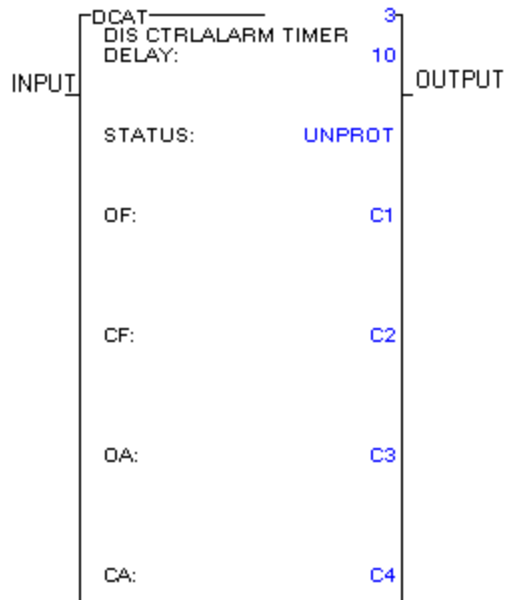 DCAT 3
DIS CTRLALARM TIMER
DELAY: 10
INPUT OUTPUT
STATUS: UNPROT
OF: C1
CF: C2
OA: C3
CA: C4